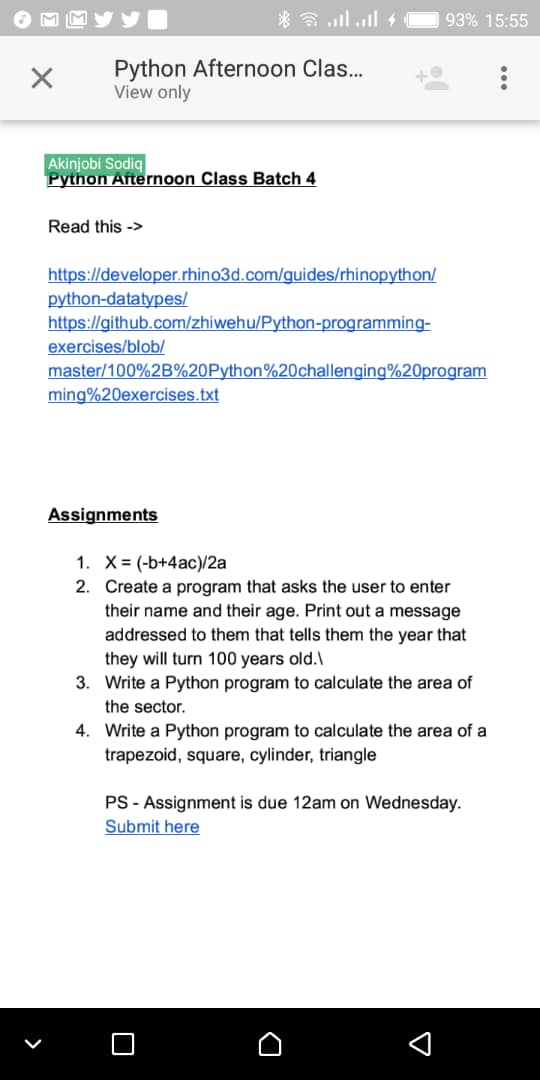 93% 15:55
Python Afternoon Clas...
View only
Akinjobi Sodiq
Python Afternoon Class Batch 4
Read this ->
https://developer.rhino3d.com/guides/rhinopython/
python-datatypes/
https://github.com/zhiwehu/Python-programming-
exercises/blob/
master/100%2B%20Python%20challenging%20program
ming%20exercises.txt
Assignments
1. X = (-b+4ac)/2a
2. Create a program that asks the user to enter
their name and their age. Print out a message
addressed to them that tells them the year that
they will turn 100 years old.\
3. Write a Python program to calculate the area of
the sector.
4. Write a Python program to calculate the area of a
trapezoid, square, cylinder, triangle
PS - Assignment is due 12am on Wednesday.
Submit here